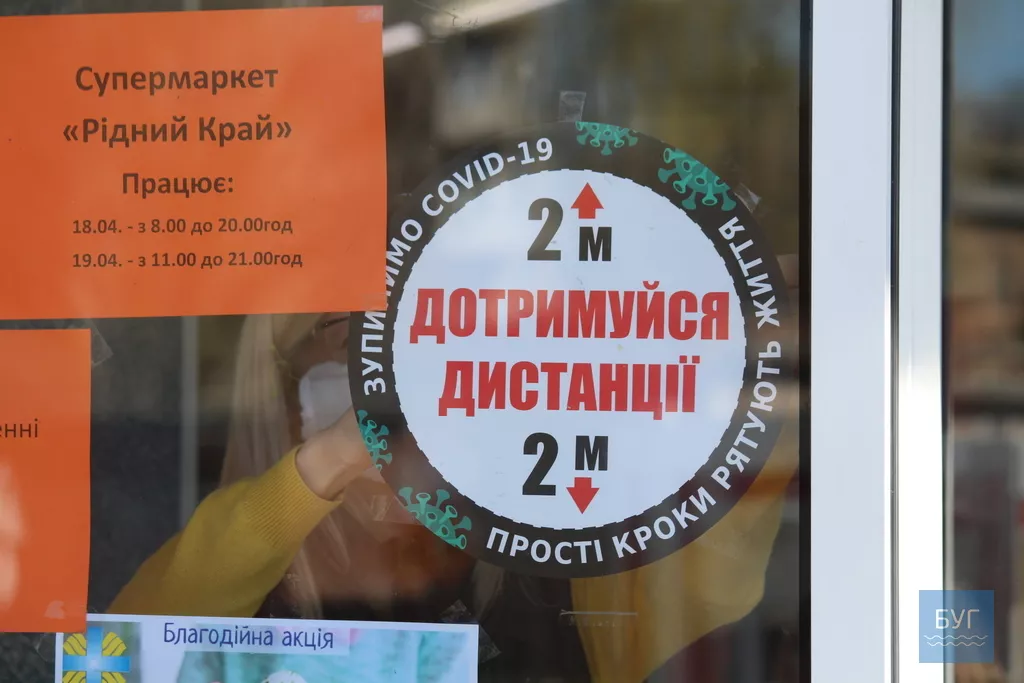 Супермаркет
«Рідний Край»
Працює:
18.04. - з 8.00 до 20.00год
19.04. - з 11.00 до 21.00год
ЗУПИНИМО COVID-19
2 м
ДОТРИМУЙСЯ
ДИСТАНЦІЇ
2 м
ПРОСТІ КРОКИ РЯТУЮТЬ ЖИТТЯ
Благодійна акція
БУГ